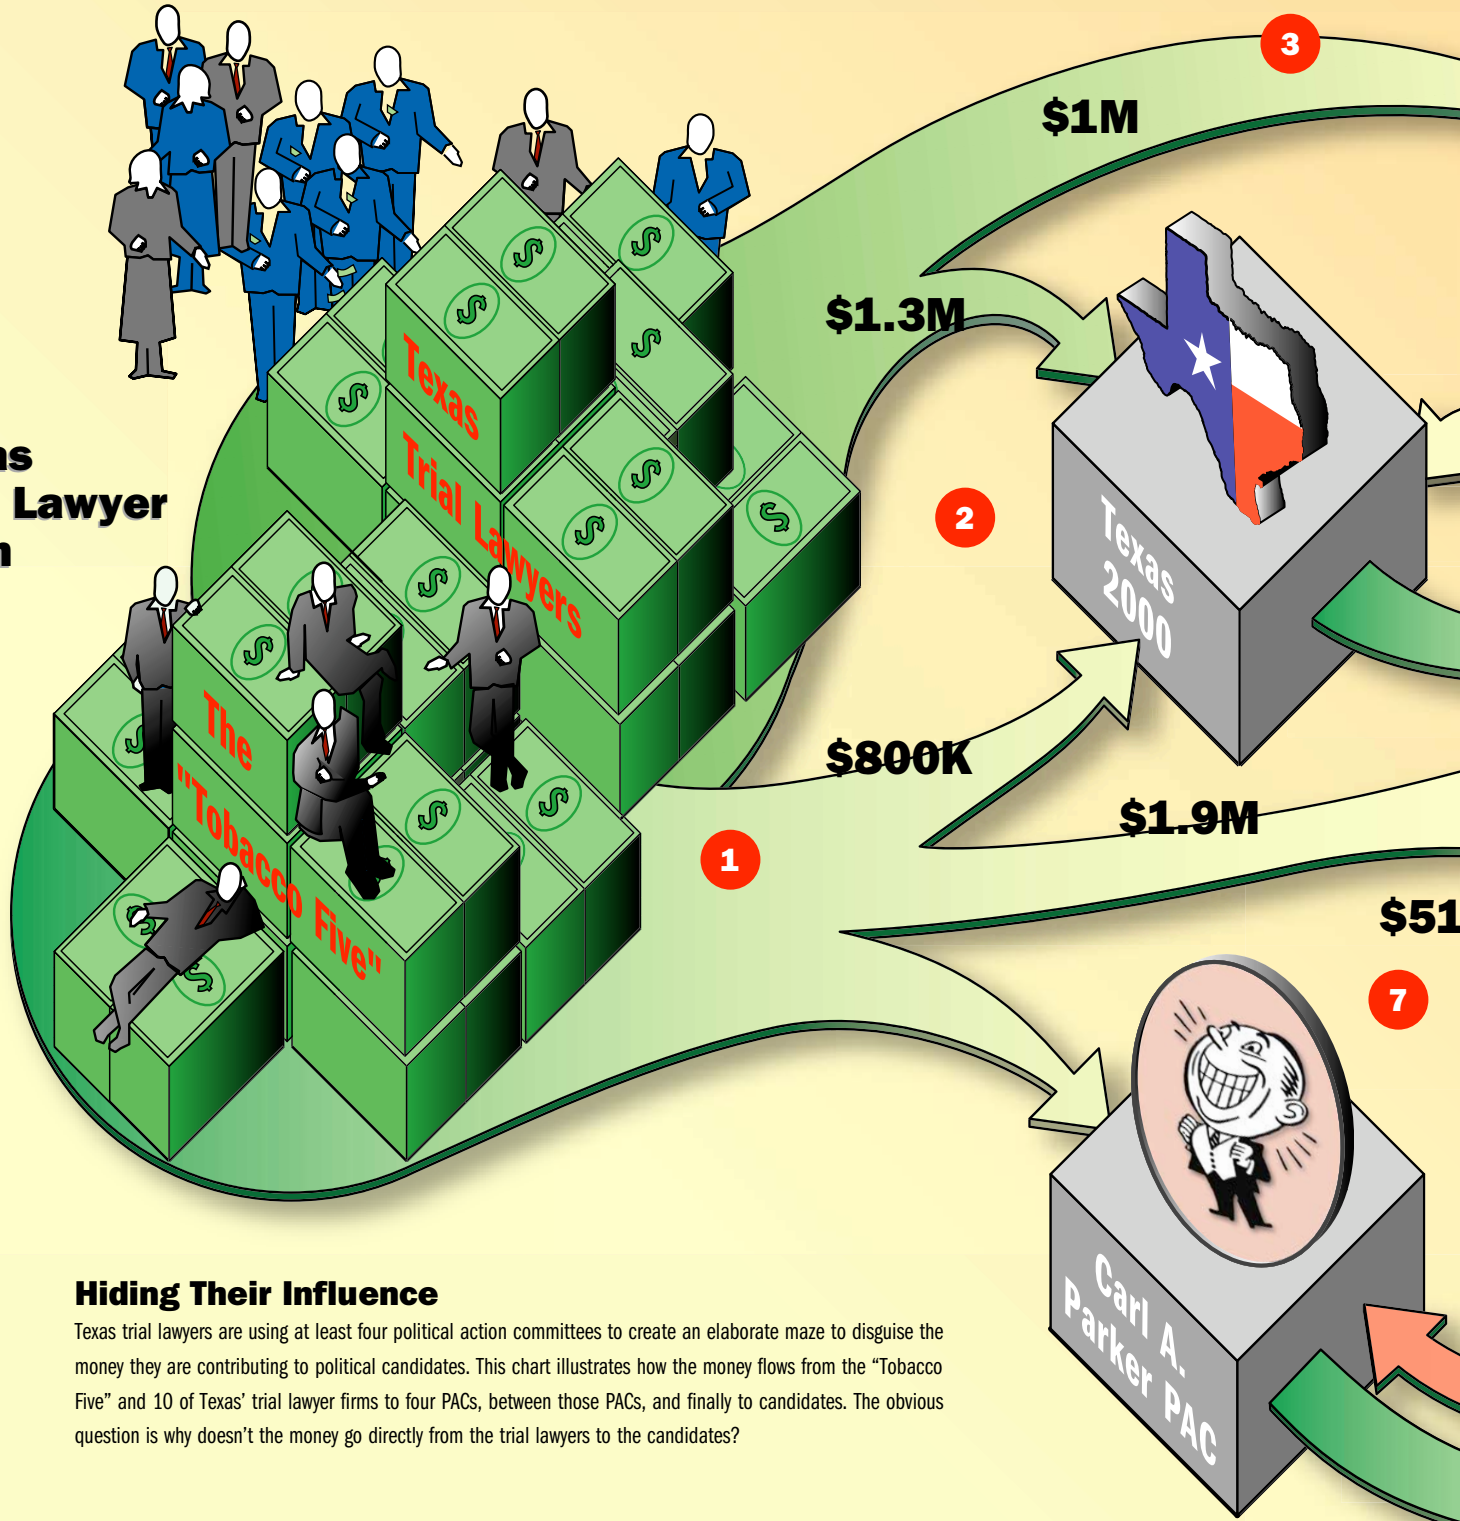 3
$1M
$1.3M
Texas
Trial Lawyers
Lawyer
2
Texas
2000
The
"Tobacco Five"
$800K
$1.9M
1
$51
7
Carl A.
Parker PAC
Hiding Their Influence
Texas trial lawyers are using at least four political action committees to create an elaborate maze to disguise the
money they are contributing to political candidates. This chart illustrates how the money flows from the “Tobacco
Five” and 10 of Texas’ trial lawyer firms to four PACs, between those PACs, and finally to candidates. The obvious
question is why doesn’t the money go directly from the trial lawyers to the candidates?